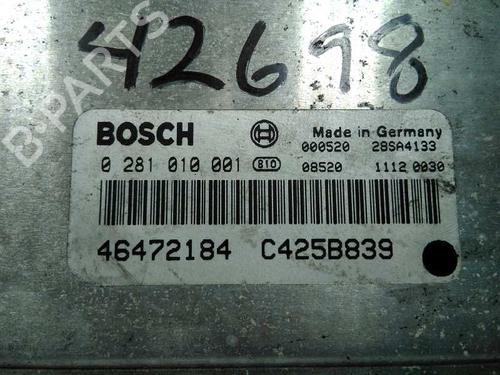 42698
B-PARTS
BOSCH
Made in Germany
000520 28SA4133
0 281 010 001 810 08520 1112 0030
46472184 C425B839